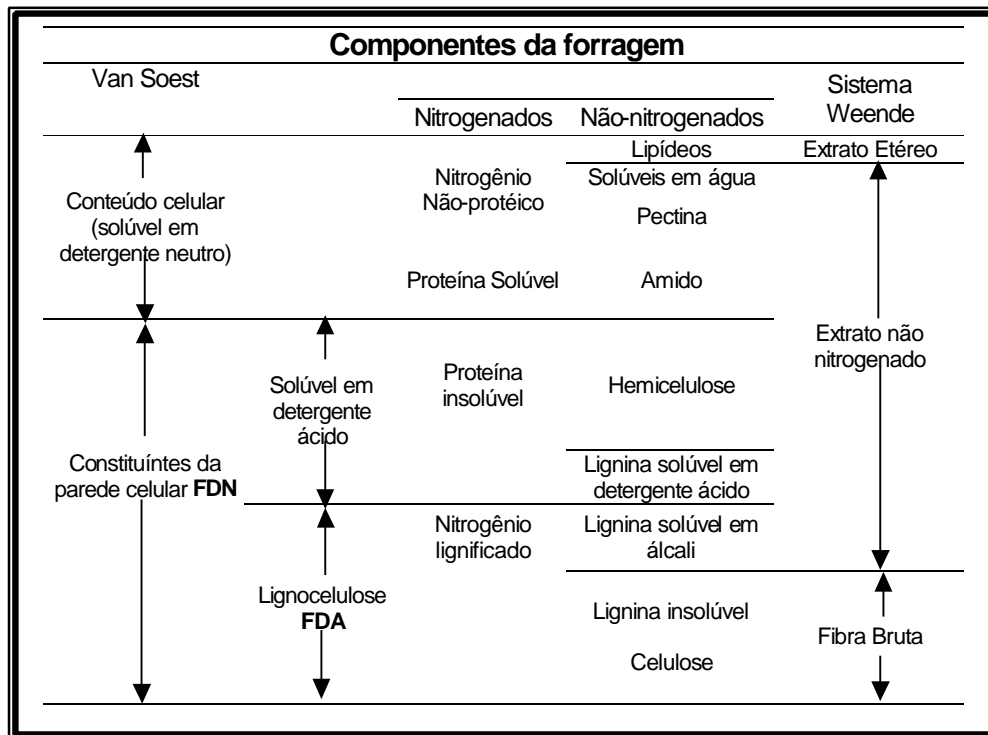 Componentes da forragem
Van Soest
Sistema
Weende
Nitrogenados
Não-nitrogenados
Lipídeos
Extrato Etéreo
Conteúdo celular
(solúvel em
detergente neutro)
Nitrogênio
Não-protéico
Solúveis em água
Pectina
Proteína Solúvel
Amido
Extrato não
nitrogenado
Solúvel em
detergente
ácido
Proteína
insolúvel
Hemicelulose
Constituíntes da
parede celular FDN
Lignina solúvel em
detergente ácido
Nitrogênio
lignificado
Lignina solúvel em
álcali
Lignocelulose
FDA
Lignina insolúvel
Celulose
Fibra Bruta